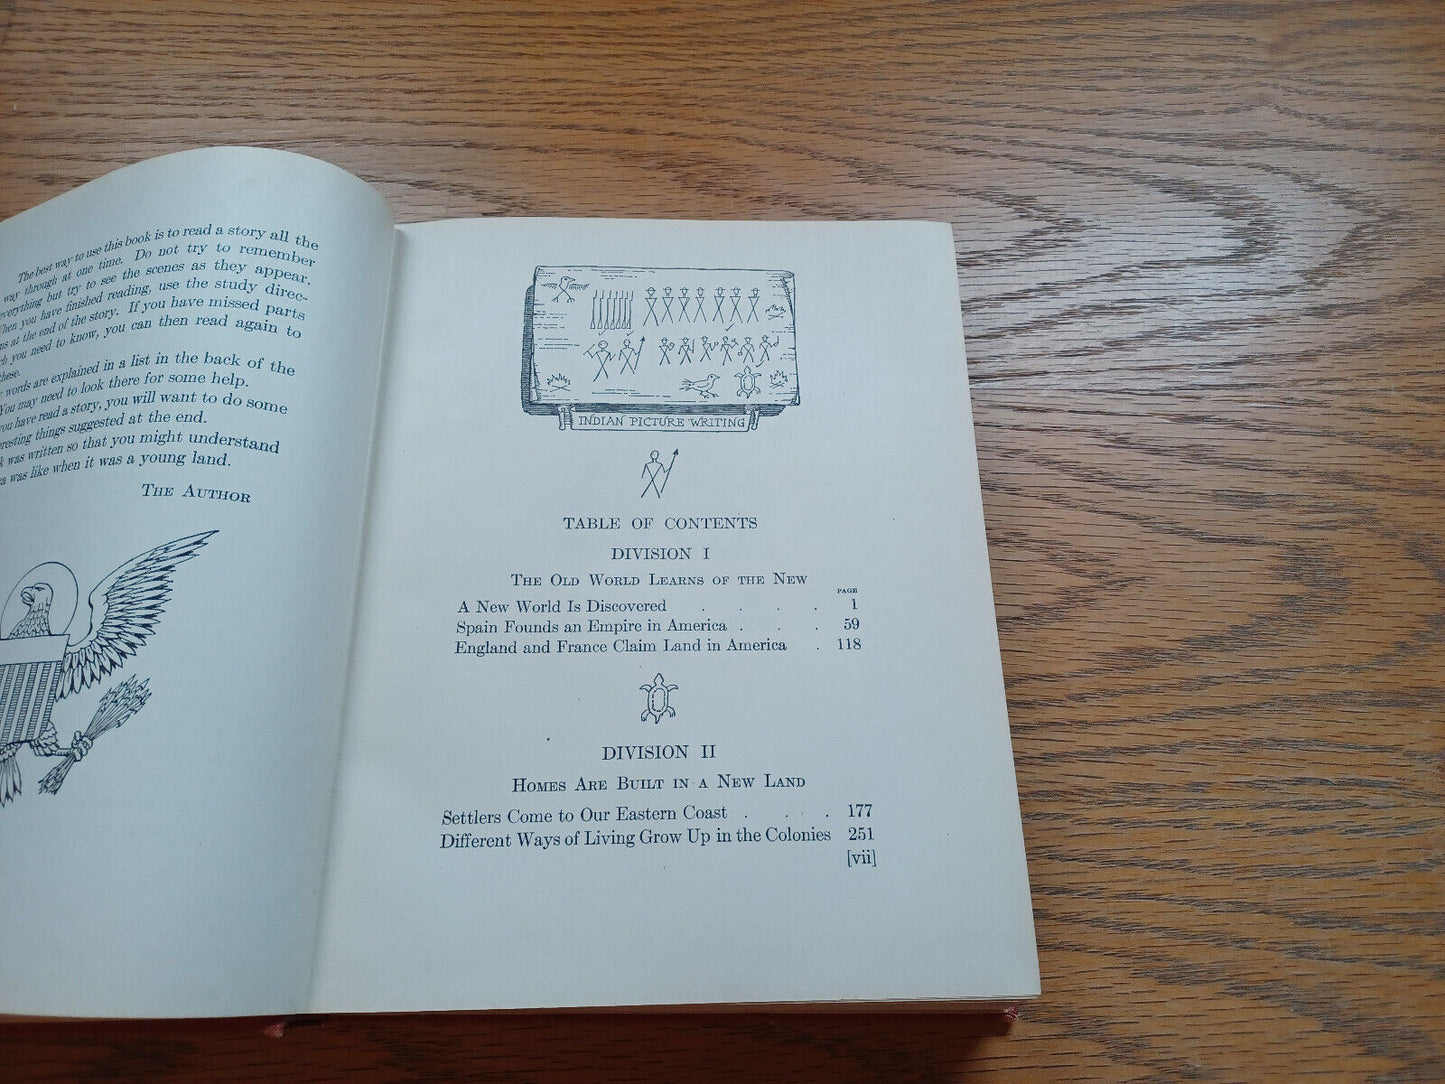 The best way to use this book is to read a story all the
way through at one time. Do not try to remember
everything but try to see the scenes as they appear.
When you have finished reading, use the study direc-
at the end of the story. If you have missed parts
you need to know, you can then read again to
these.
words are explained in a list in the back of the
You may need to look there for some help.
you have read a story, you will want to do some
things suggested at the end.
was written so that you might understand
was like when it was a young land.
THE AUTHOR
INDIAN PICTURE WRITING
TABLE OF CONTENTS
DIVISION I
THE OLD WORLD LEARNS OF THE NEW
PAGE
A New World Is Discovered . . . 1
Spain Founds an Empire in America . . . 59
England and France Claim Land in America . 118
DIVISION II
HOMES ARE BUILT IN A NEW LAND
Settlers Come to Our Eastern Coast . . . . 177
Different Ways of Living Grow Up in the Colonies 251
[vii]